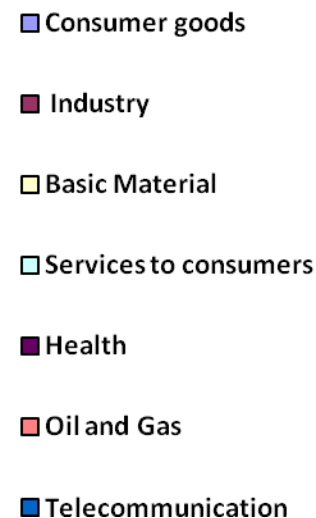 Consumer goods
Industry
Basic Material
Services to consumers
Health
Oil and Gas
Telecommunication